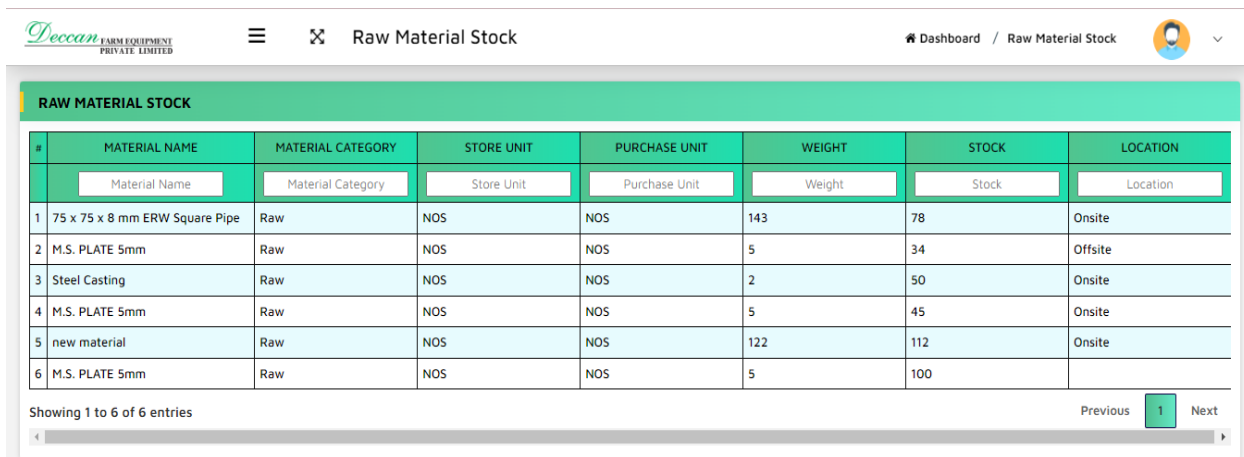 Deccan FARM EQUIPMENT
PRIVATE LIMITED
Raw Material Stock
Dashboard / Raw Material Stock
RAW MATERIAL STOCK
# MATERIAL NAME MATERIAL CATEGORY STORE UNIT PURCHASE UNIT WEIGHT STOCK LOCATION
Material Name Material Category Store Unit Purchase Unit Weight Stock Location
1 75 x 75 x 8 mm ERW Square Pipe Raw NOS NOS 143 78 Onsite
2 M.S. PLATE 5mm Raw NOS NOS 5 34 Offsite
3 Steel Casting Raw NOS NOS 2 50 Onsite
4 M.S. PLATE 5mm Raw NOS NOS 5 45 Onsite
5 new material Raw NOS NOS 122 112 Onsite
6 M.S. PLATE 5mm Raw NOS NOS 5 100
Showing 1 to 6 of 6 entries
Previous 1 Next